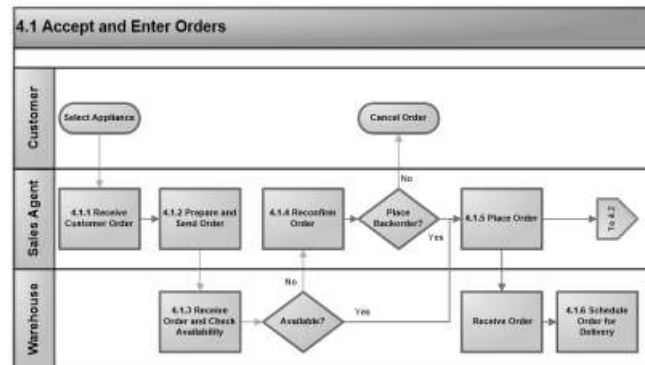 4.1 Accept and Enter Orders
Customer
Select Appliance
Cancel Order
No
Sales Agent
4.1.1 Receive
Customer Order
4.1.2 Prepare and
Send Order
4.1.4 Reconfirm
Order
Place
Backorder?
Yes
4.1.5 Place Order
To 4.2
Warehouse
4.1.3 Receive
Order and Check
Availability
No
Available?
Yes
Receive Order
4.1.6 Schedule
Order for
Delivery